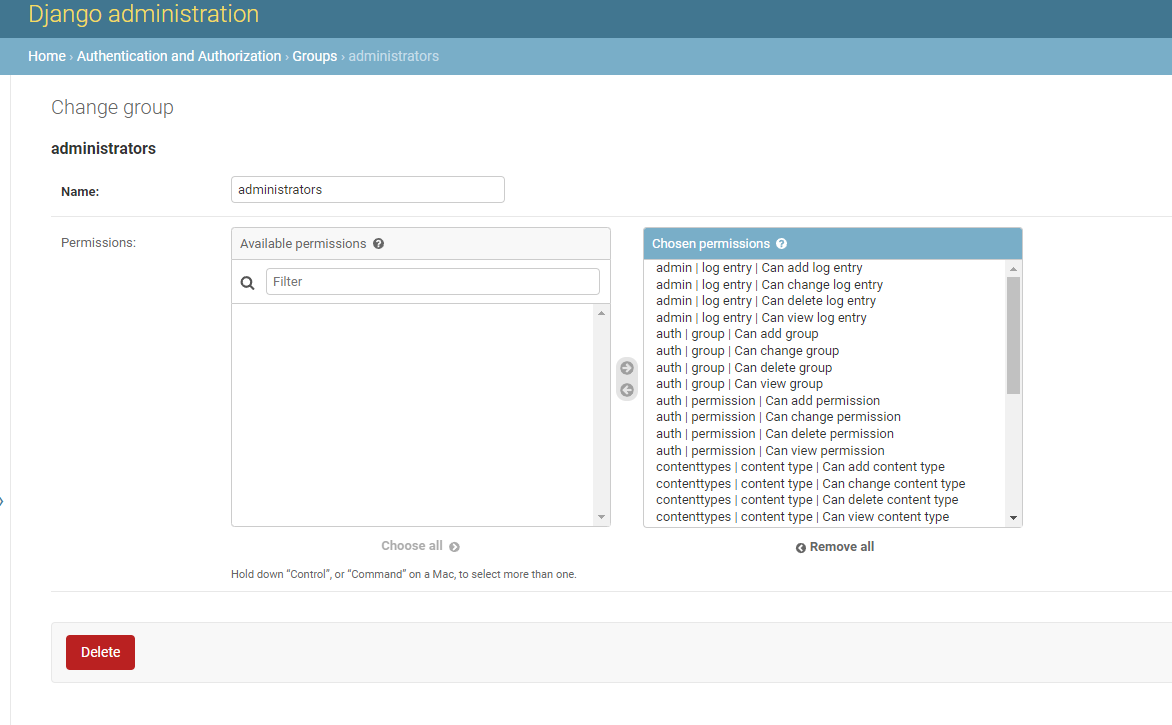 Django administration
Home › Authentication and Authorization › Groups › administrators
Change group
administrators
Name:
administrators
Permissions:
Available permissions ?
Filter
Chosen permissions ?
admin | log entry | Can add log entry
admin | log entry | Can change log entry
admin | log entry | Can delete log entry
admin | log entry | Can view log entry
auth | group | Can add group
auth | group | Can change group
auth | group | Can delete group
auth | group | Can view group
auth | permission | Can add permission
auth | permission | Can change permission
auth | permission | Can delete permission
auth | permission | Can view permission
contenttypes | content type | Can add content type
contenttypes | content type | Can change content type
contenttypes | content type | Can delete content type
contenttypes | content type | Can view content type
Choose all
Remove all
Hold down “Control”, or “Command” on a Mac, to select more than one.
Delete